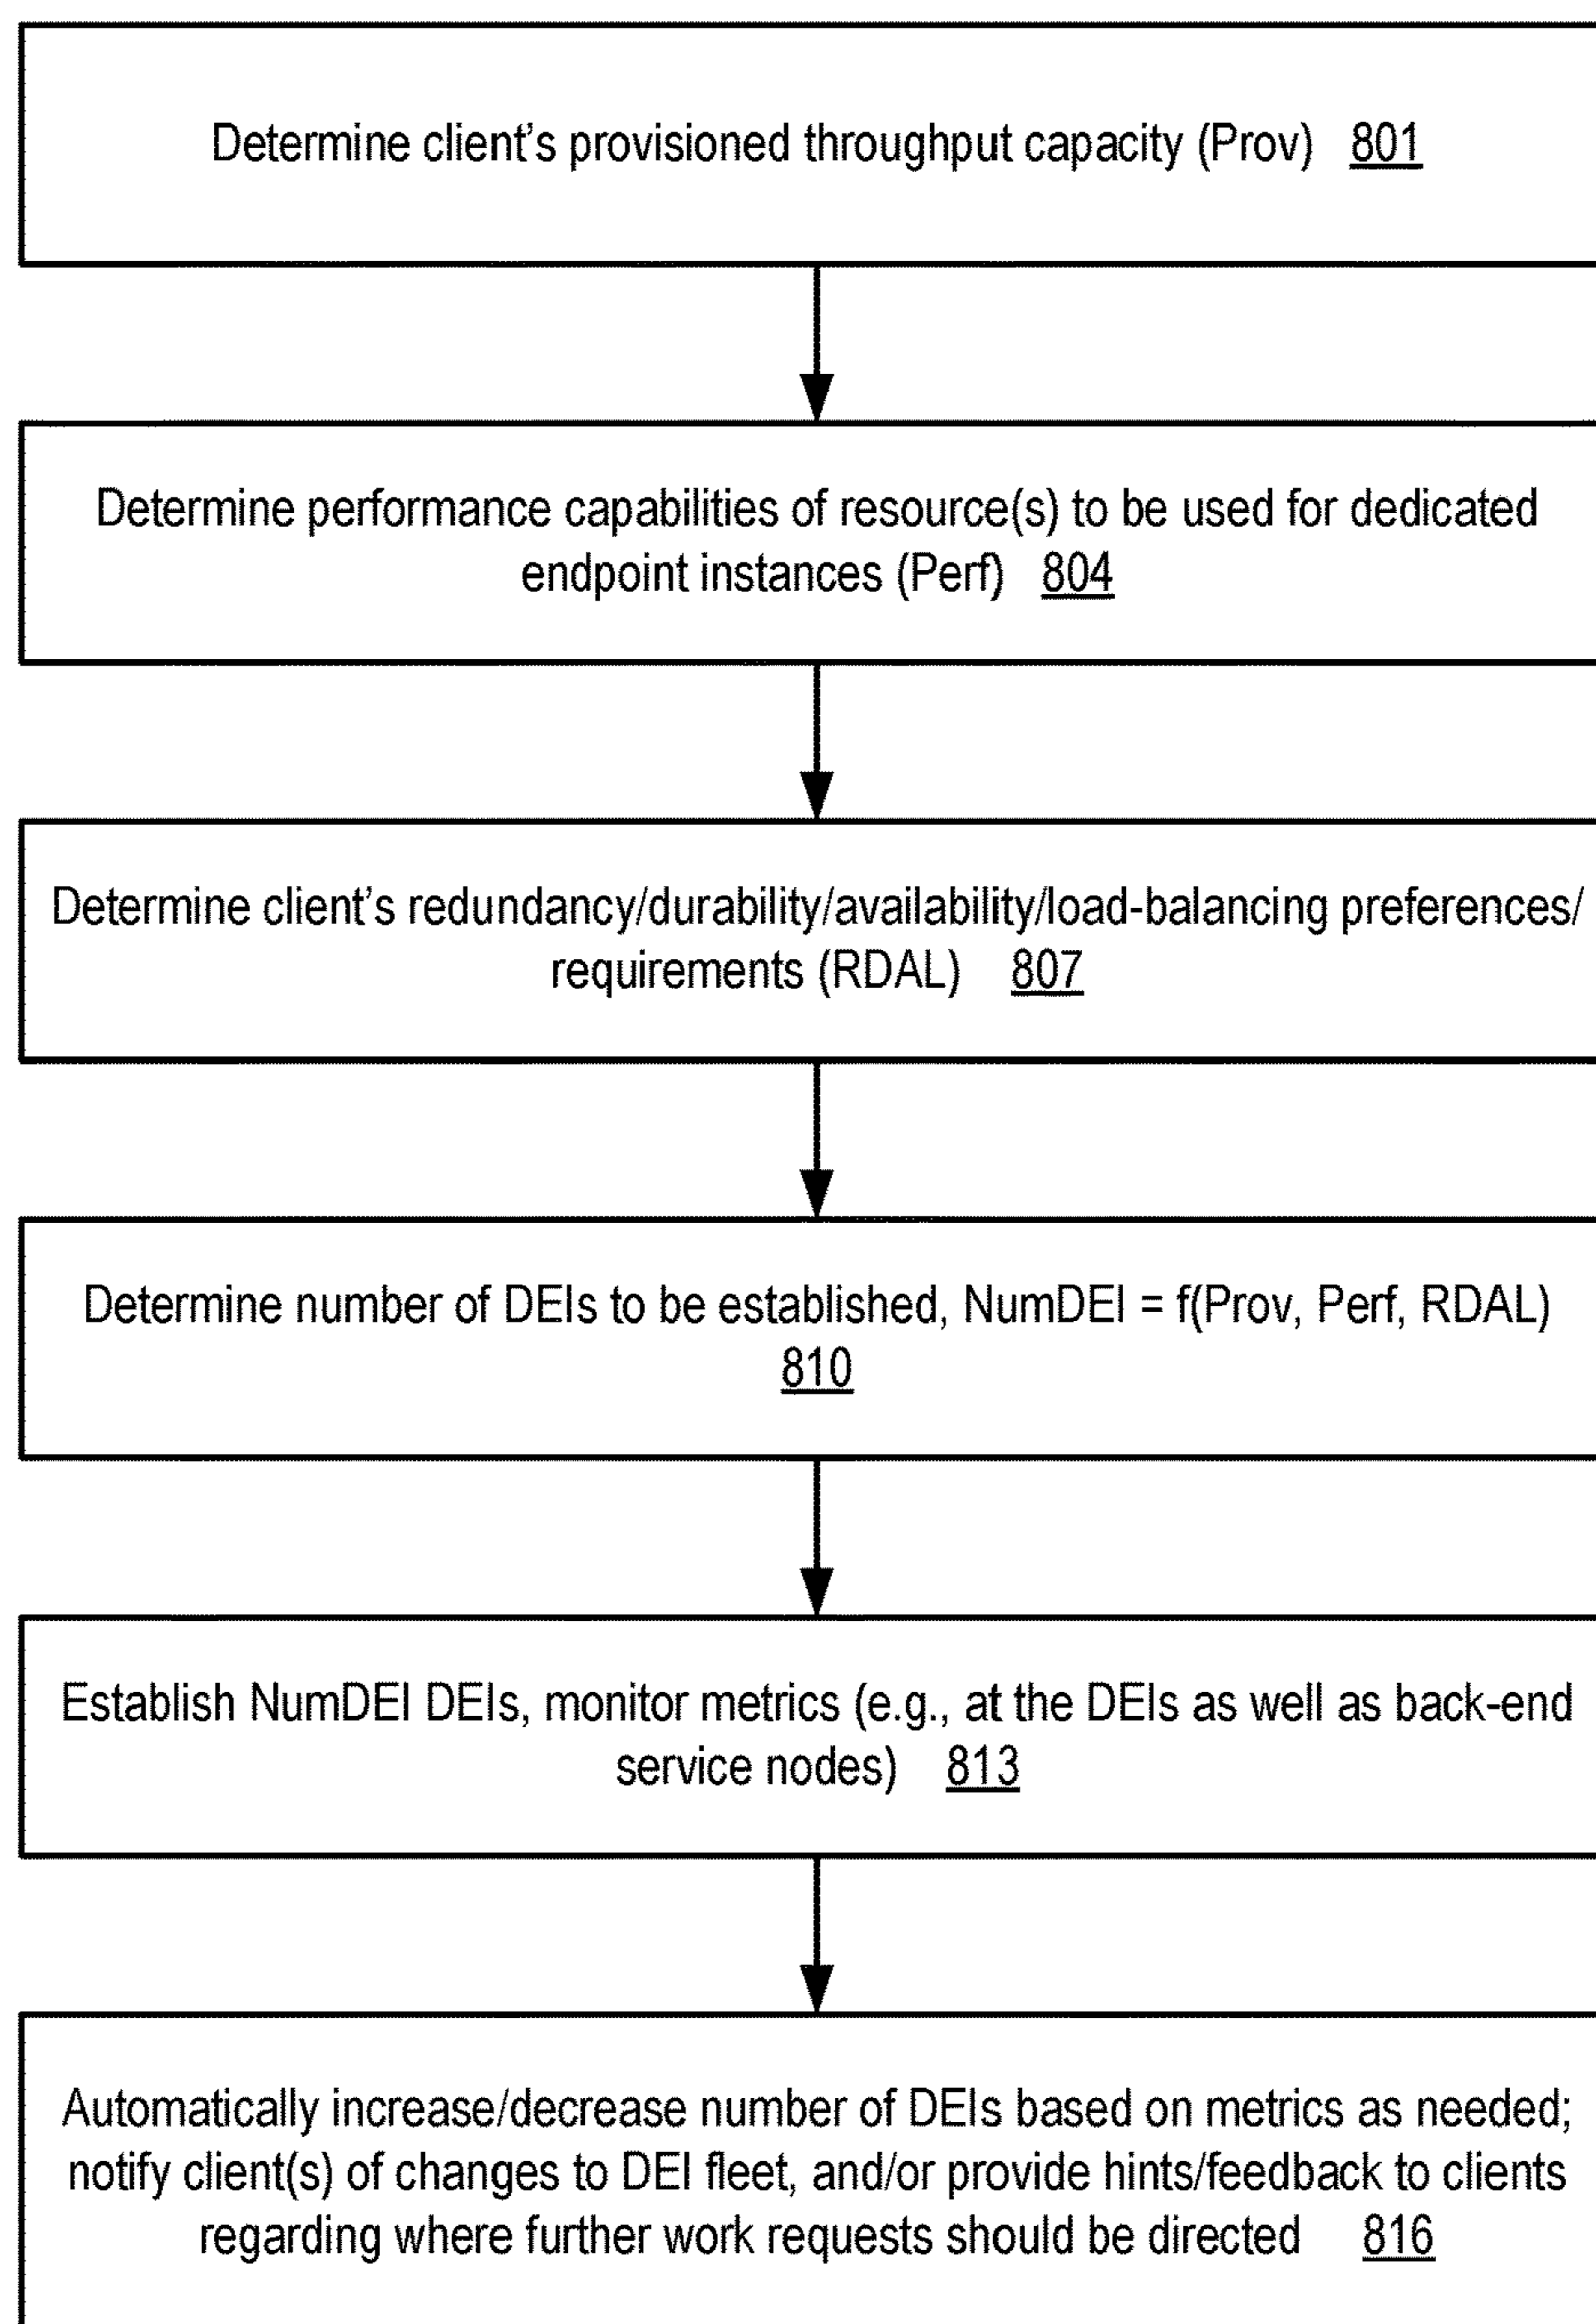 Determine client's provisioned throughput capacity (Prov) 801
Determine performance capabilities of resource(s) to be used for dedicated
endpoint instances (Perf) 804
Determine client's redundancy/durability/availability/load-balancing preferences/
requirements (RDAL) 807
Determine number of DEIs to be established, NumDEI = f(Prov, Perf, RDAL)
810
Establish NumDEI DEIs, monitor metrics (e.g., at the DEIs as well as back-end
service nodes) 813
Automatically increase/decrease number of DEIs based on metrics as needed;
notify client(s) of changes to DEI fleet, and/or provide hints/feedback to clients
regarding where further work requests should be directed 816